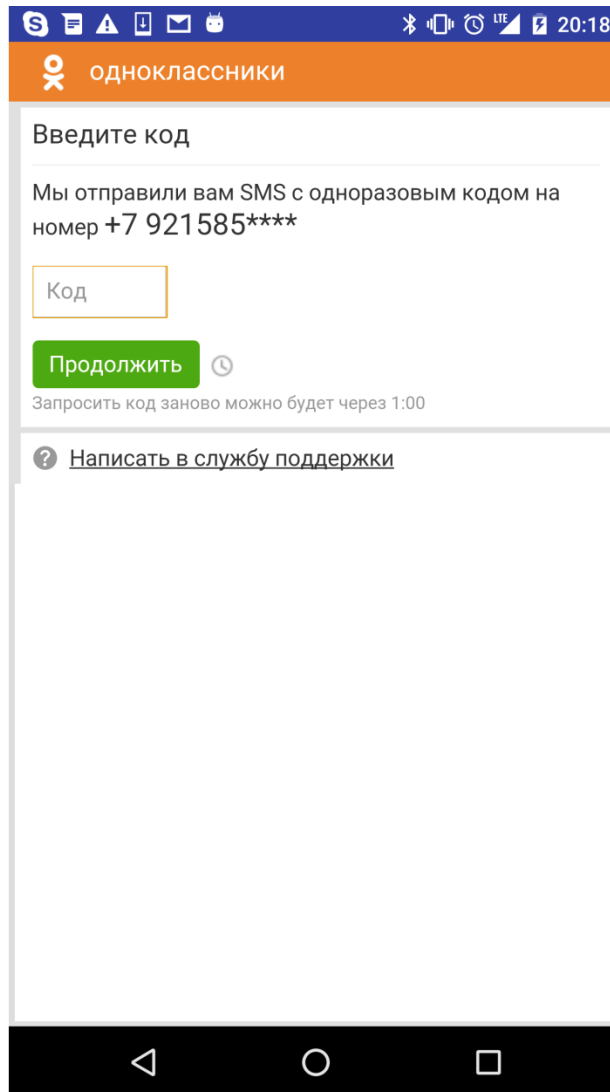 LTE 20:18
одноклассники
Введите код
Мы отправили вам SMS с одноразовым кодом на
номер +7 921585****
Код
Продолжить
Запросить код заново можно будет через 1:00
? Написать в службу поддержки